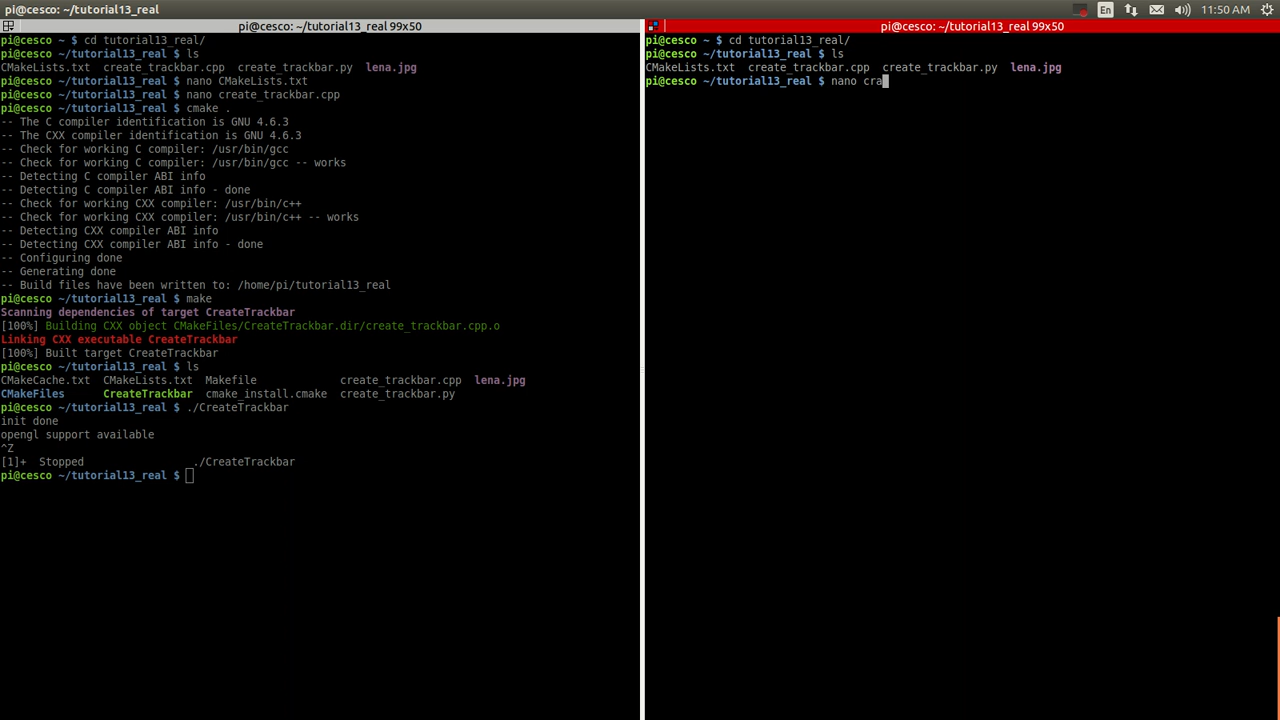 pi@cesco: ~/tutorial13_real
En
11:50 AM
pi@cesco: ~/tutorial13_real 99x50
pi@cesco ~ $ cd tutorial13_real/
pi@cesco ~/tutorial13_real $ ls
CMakeLists.txt create_trackbar.cpp create_trackbar.py lena.jpg
pi@cesco ~/tutorial13_real $ nano CMakeLists.txt
pi@cesco ~/tutorial13_real $ nano create_trackbar.cpp
pi@cesco ~/tutorial13_real $ cmake .
-- The C compiler identification is GNU 4.6.3
-- The CXX compiler identification is GNU 4.6.3
-- Check for working C compiler: /usr/bin/gcc
-- Check for working C compiler: /usr/bin/gcc -- works
-- Detecting C compiler ABI info
-- Detecting C compiler ABI info - done
-- Check for working CXX compiler: /usr/bin/c++
-- Check for working CXX compiler: /usr/bin/c++ -- works
-- Detecting CXX compiler ABI info
-- Detecting CXX compiler ABI info - done
-- Configuring done
-- Generating done
-- Build files have been written to: /home/pi/tutorial13_real
pi@cesco ~/tutorial13_real $ make
Scanning dependencies of target CreateTrackbar
[100%] Building CXX object CMakeFiles/CreateTrackbar.dir/create_trackbar.cpp.o
Linking CXX executable CreateTrackbar
[100%] Built target CreateTrackbar
pi@cesco ~/tutorial13_real $ ls
CMakeCache.txt CMakeLists.txt Makefile create_trackbar.cpp lena.jpg
CMakeFiles CreateTrackbar cmake_install.cmake create_trackbar.py
pi@cesco ~/tutorial13_real $ ./CreateTrackbar
init done
opengl support available
^Z
[1]+ Stopped ./CreateTrackbar
pi@cesco ~/tutorial13_real $
pi@cesco: ~/tutorial13_real 99x50
pi@cesco ~ $ cd tutorial13_real/
pi@cesco ~/tutorial13_real $ ls
CMakeLists.txt create_trackbar.cpp create_trackbar.py lena.jpg
pi@cesco ~/tutorial13_real $ nano cra